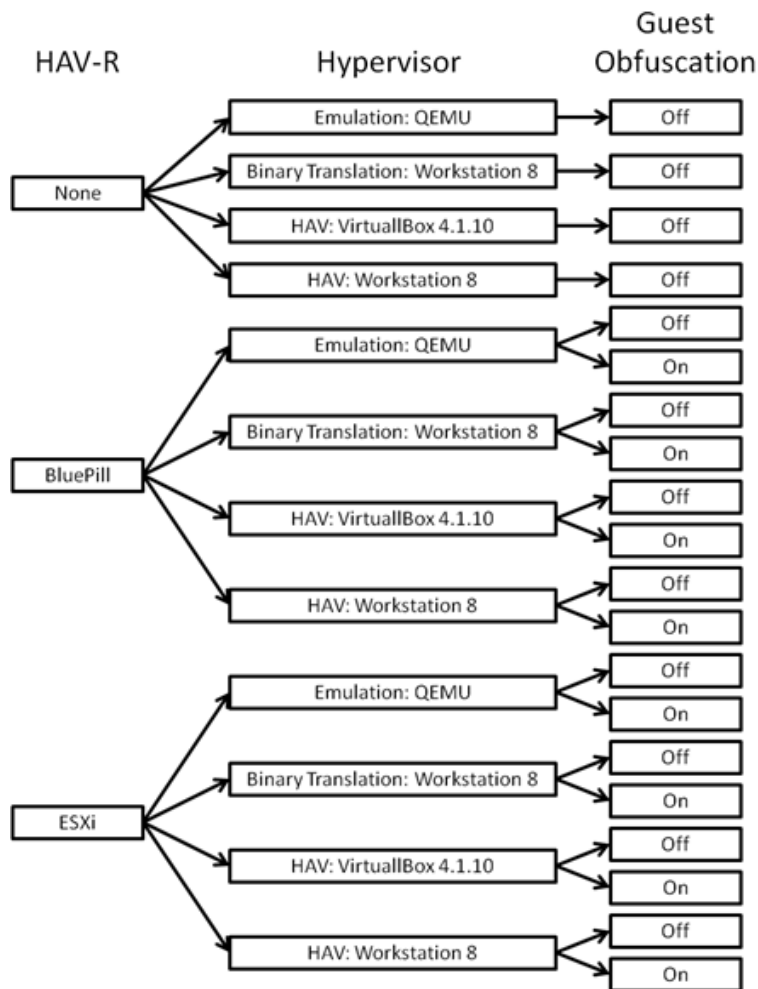 HAV-R
Hypervisor
Guest
Obfuscation
None
Emulation: QEMU
Off
Binary Translation: Workstation 8
Off
HAV: VirtuallBox 4.1.10
Off
HAV: Workstation 8
Off
BluePill
Emulation: QEMU
Off
On
Binary Translation: Workstation 8
Off
On
HAV: VirtuallBox 4.1.10
Off
On
HAV: Workstation 8
Off
On
ESXi
Emulation: QEMU
Off
On
Binary Translation: Workstation 8
Off
On
HAV: VirtuallBox 4.1.10
Off
On
HAV: Workstation 8
Off
On